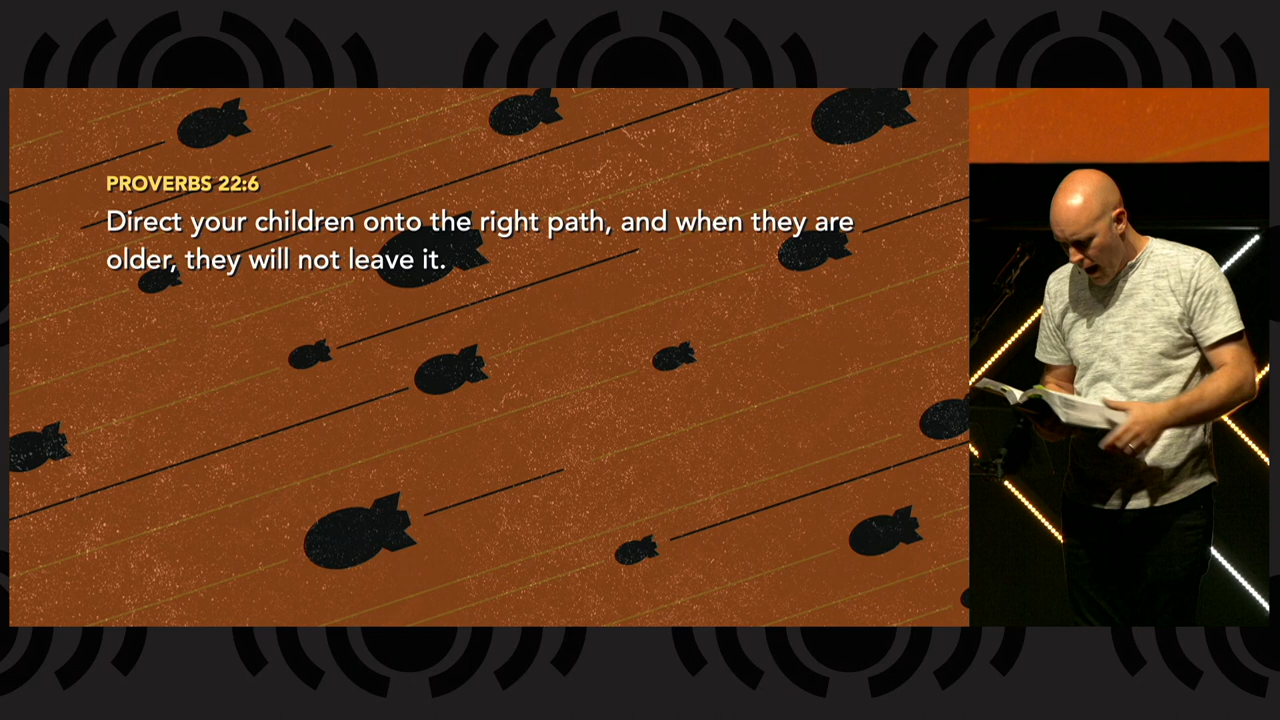 PROVERBS 22:6
Direct your children onto the right path, and when they are
older, they will not leave it.